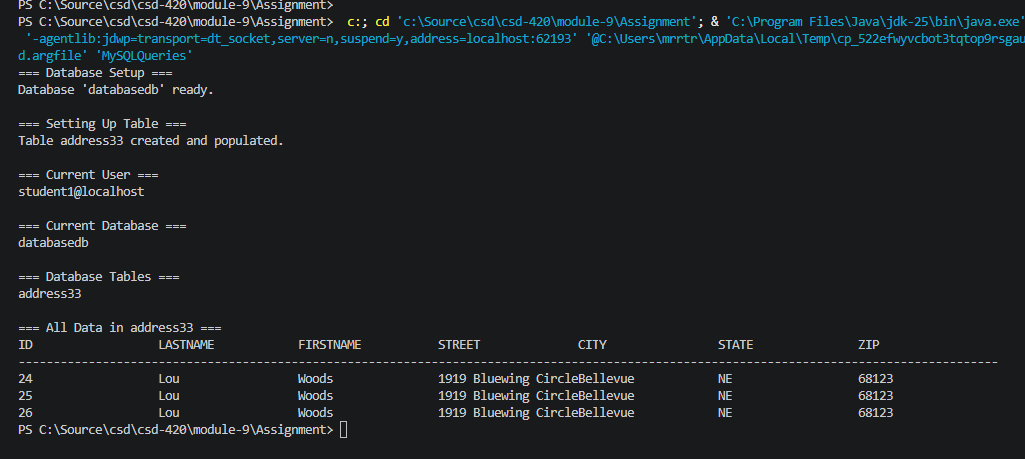 PS C:\Source\csd\csd-420\module-9\Assignment>
PS C:\Source\csd\csd-420\module-9\Assignment>  c:; cd 'c:\Source\csd\csd-420\module-9\Assignment'; & 'C:\Program Files\Java\jdk-25\bin\java.exe'
'-agentlib:jdwp=transport=dt_socket,server=n,suspend=y,address=localhost:62193' '@C:\Users\mrrtr\AppData\Local\Temp\cp_522efwyvcbot3tqtop9rsgau
d.argfile' 'MySQLQueries'
=== Database Setup ===
Database 'databasedb' ready.

=== Setting Up Table ===
Table address33 created and populated.

=== Current User ===
student1@localhost

=== Current Database ===
databasedb

=== Database Tables ===
address33

=== All Data in address33 ===
ID                  LASTNAME            FIRSTNAME           STREET              CITY                STATE               ZIP
--------------------------------------------------------------------------------------------------------------------------------------------
24                  Lou                 Woods               1919 Bluewing CircleBellevue            NE                  68123
25                  Lou                 Woods               1919 Bluewing CircleBellevue            NE                  68123
26                  Lou                 Woods               1919 Bluewing CircleBellevue            NE                  68123
PS C:\Source\csd\csd-420\module-9\Assignment>